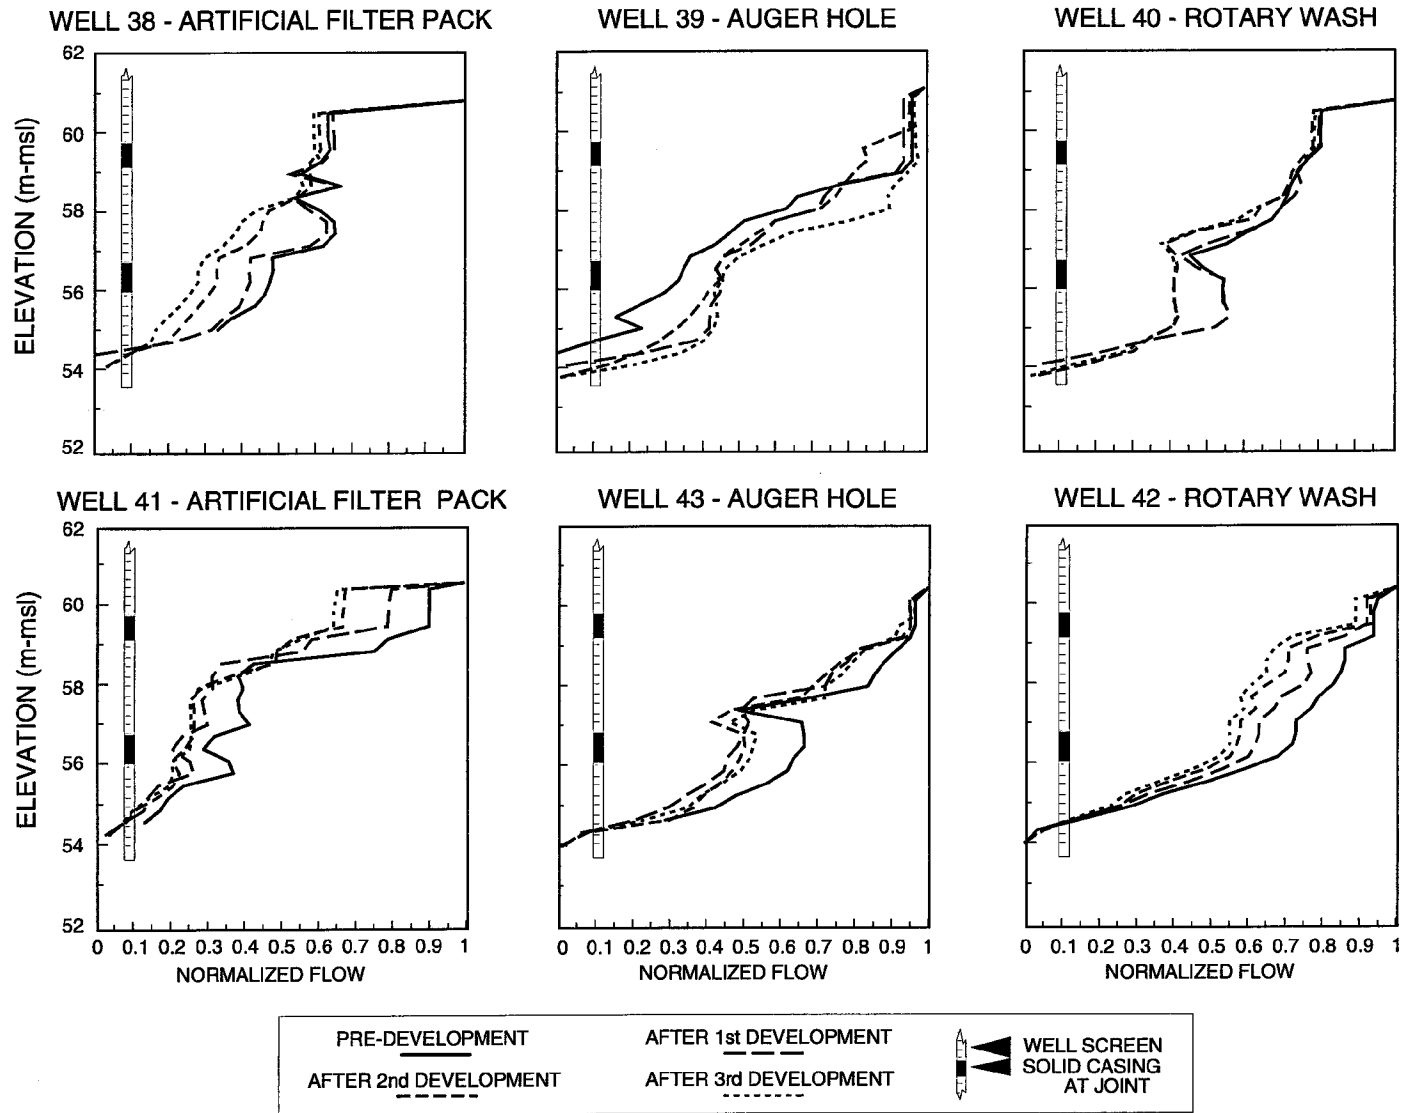 WELL 38 - ARTIFICIAL FILTER PACK
WELL 39 - AUGER HOLE
WELL 40 - ROTARY WASH
62
60
58
56
54
52
ELEVATION (m-msl)
WELL 41 - ARTIFICIAL FILTER PACK
WELL 43 - AUGER HOLE
WELL 42 - ROTARY WASH
62
60
58
56
54
52
ELEVATION (m-msl)
0 0.1 0.2 0.3 0.4 0.5 0.6 0.7 0.8 0.9 1
NORMALIZED FLOW
0.1 0.2 0.3 0.4 0.5 0.6 0.7 0.8 0.9 1
NORMALIZED FLOW
0 0.1 0.2 0.3 0.4 0.5 0.6 0.7 0.8 0.9 1
NORMALIZED FLOW
PRE-DEVELOPMENT
AFTER 1st DEVELOPMENT
AFTER 2nd DEVELOPMENT
AFTER 3rd DEVELOPMENT
WELL SCREEN
SOLID CASING
AT JOINT